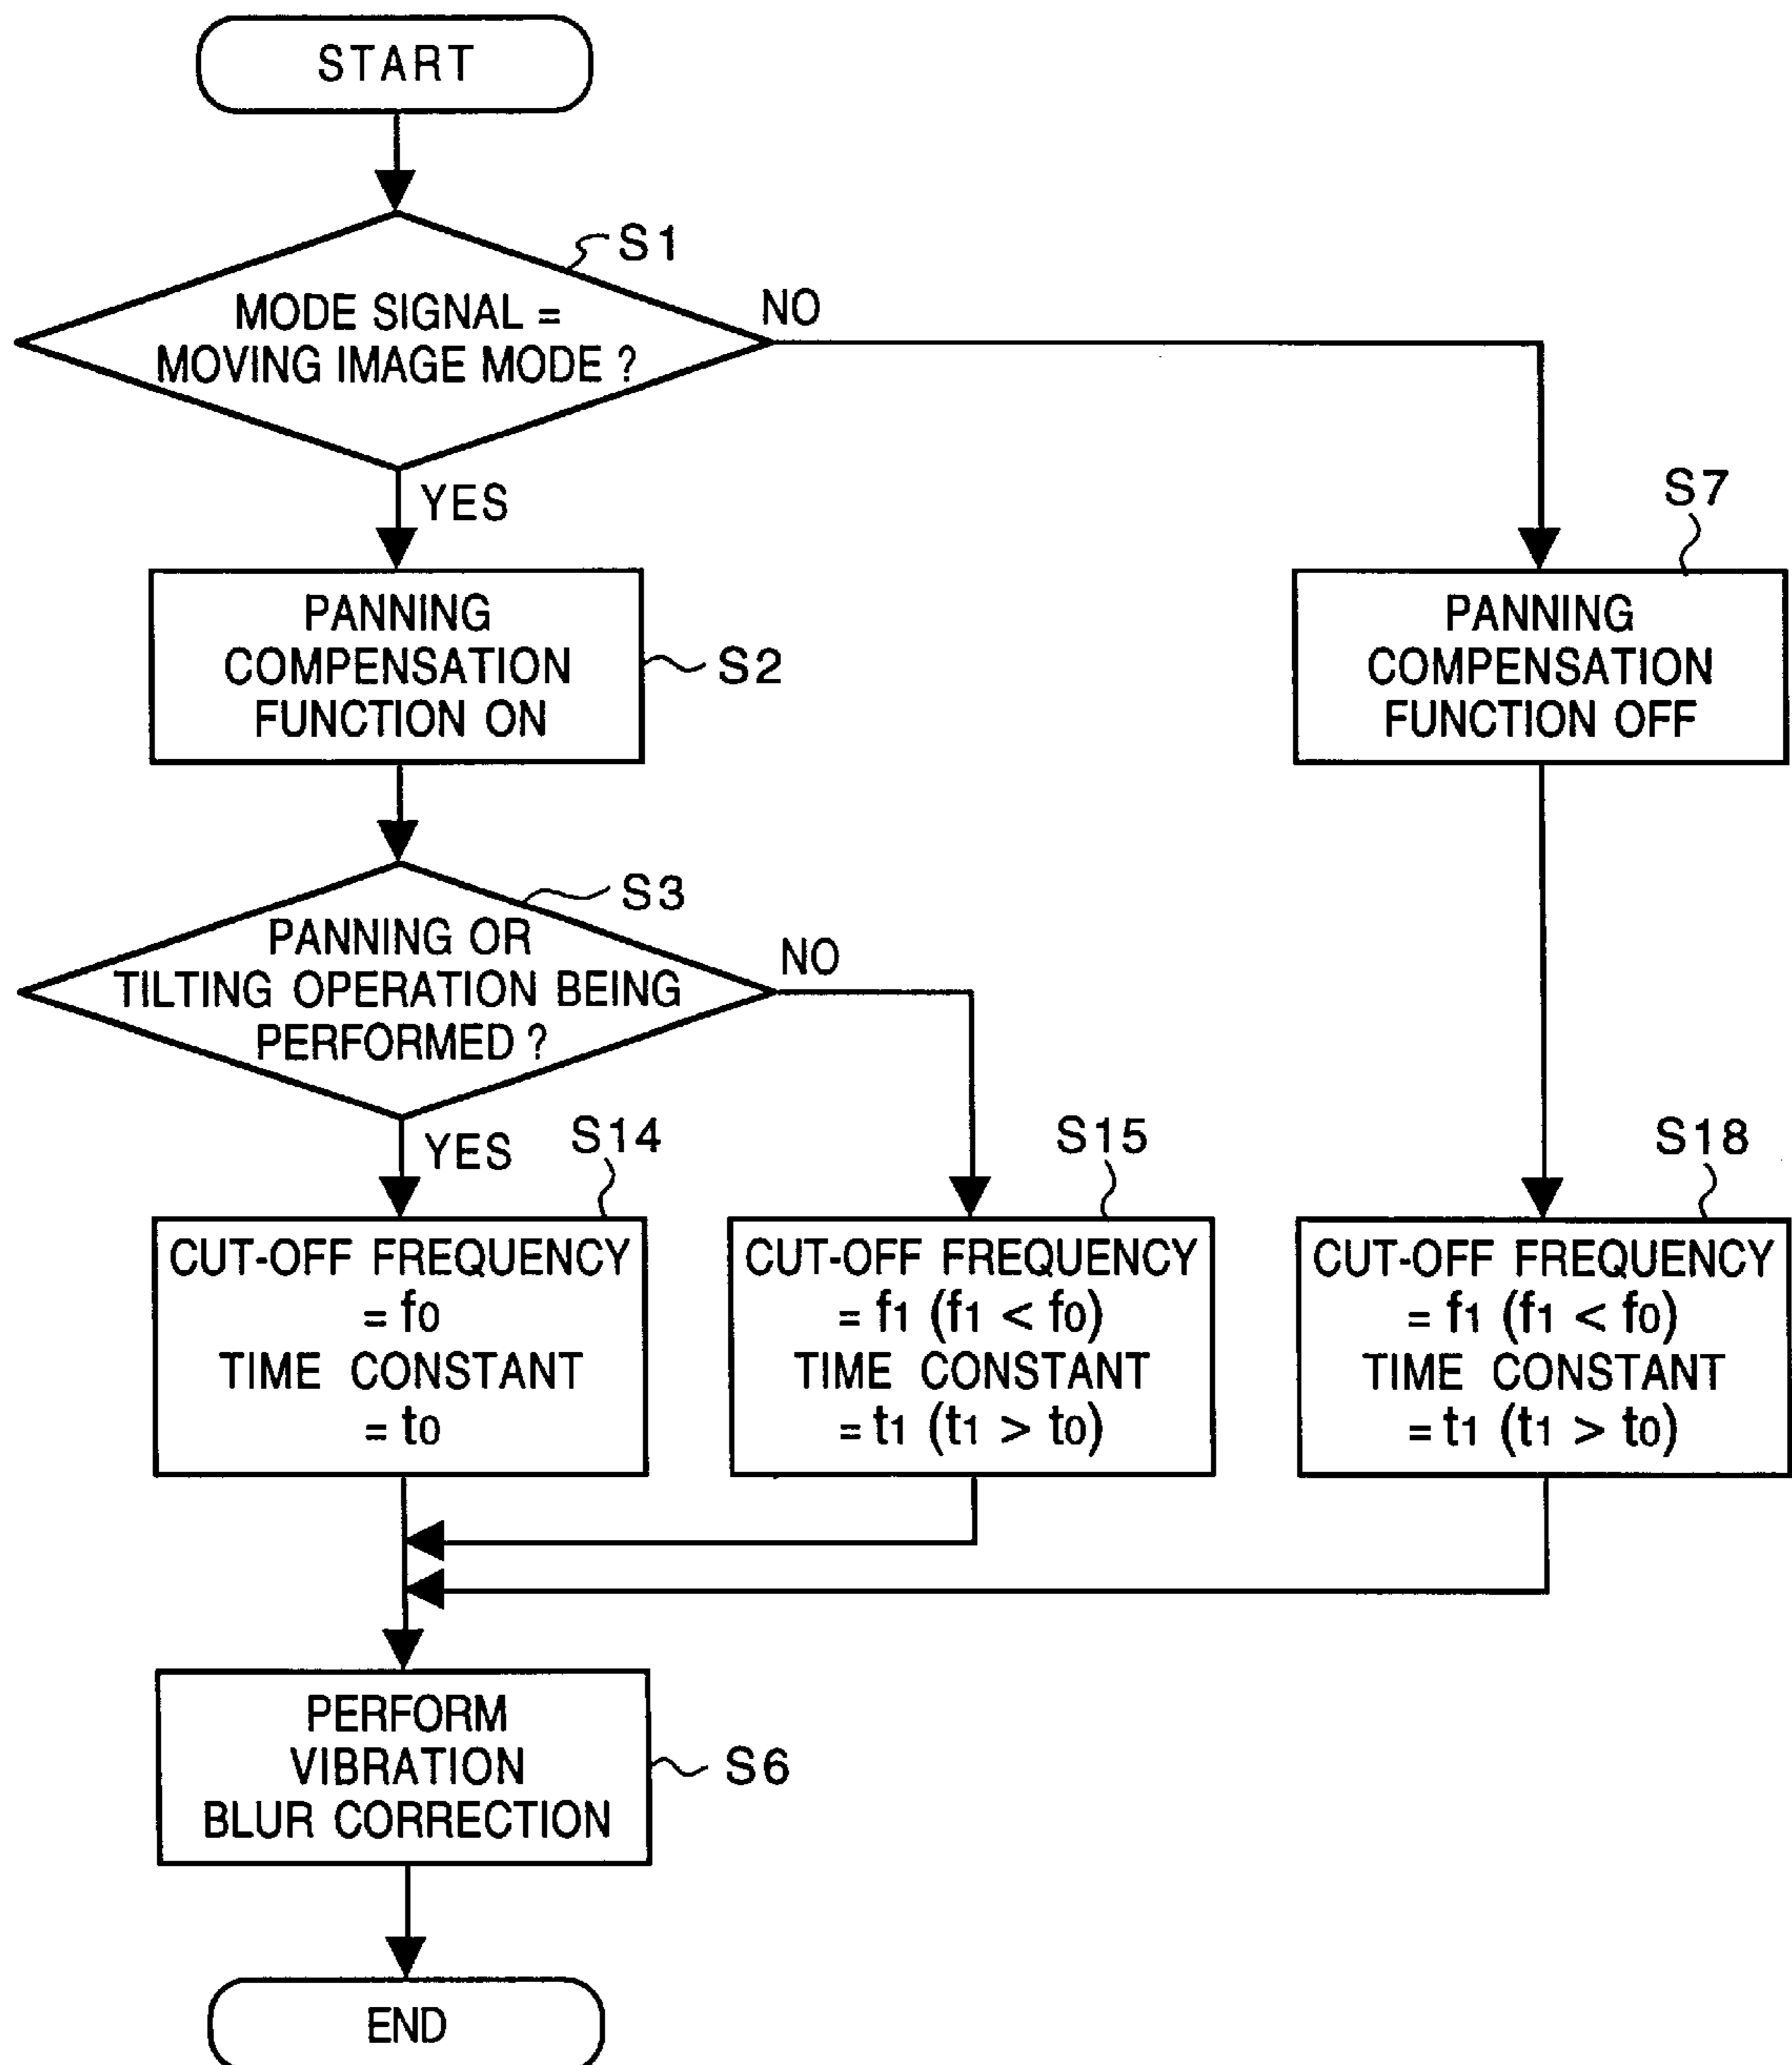 START
S1
MODE SIGNAL =
MOVING IMAGE MODE ?
NO
YES
PANNING
COMPENSATION
FUNCTION ON
S2
S7
PANNING
COMPENSATION
FUNCTION OFF
S3
PANNING OR
TILTING OPERATION BEING
PERFORMED ?
NO
YES
S14
CUT-OFF FREQUENCY
= f0
TIME CONSTANT
= t0
S15
CUT-OFF FREQUENCY
= f1 (f1 < f0)
TIME CONSTANT
= t1 (t1 > t0)
S18
CUT-OFF FREQUENCY
= f1 (f1 < f0)
TIME CONSTANT
= t1 (t1 > t0)
PERFORM
VIBRATION
BLUR CORRECTION
S6
END